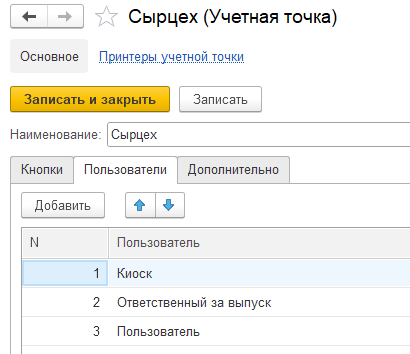 Сырцех (Учетная точка)
Основное Принтеры учетной точки
Записать и закрыть Записать
Наименование: Сырцех
Кнопки Пользователи Дополнительно
Добавить
N Пользователь
1 Киоск
2 Ответственный за выпуск
3 Пользователь